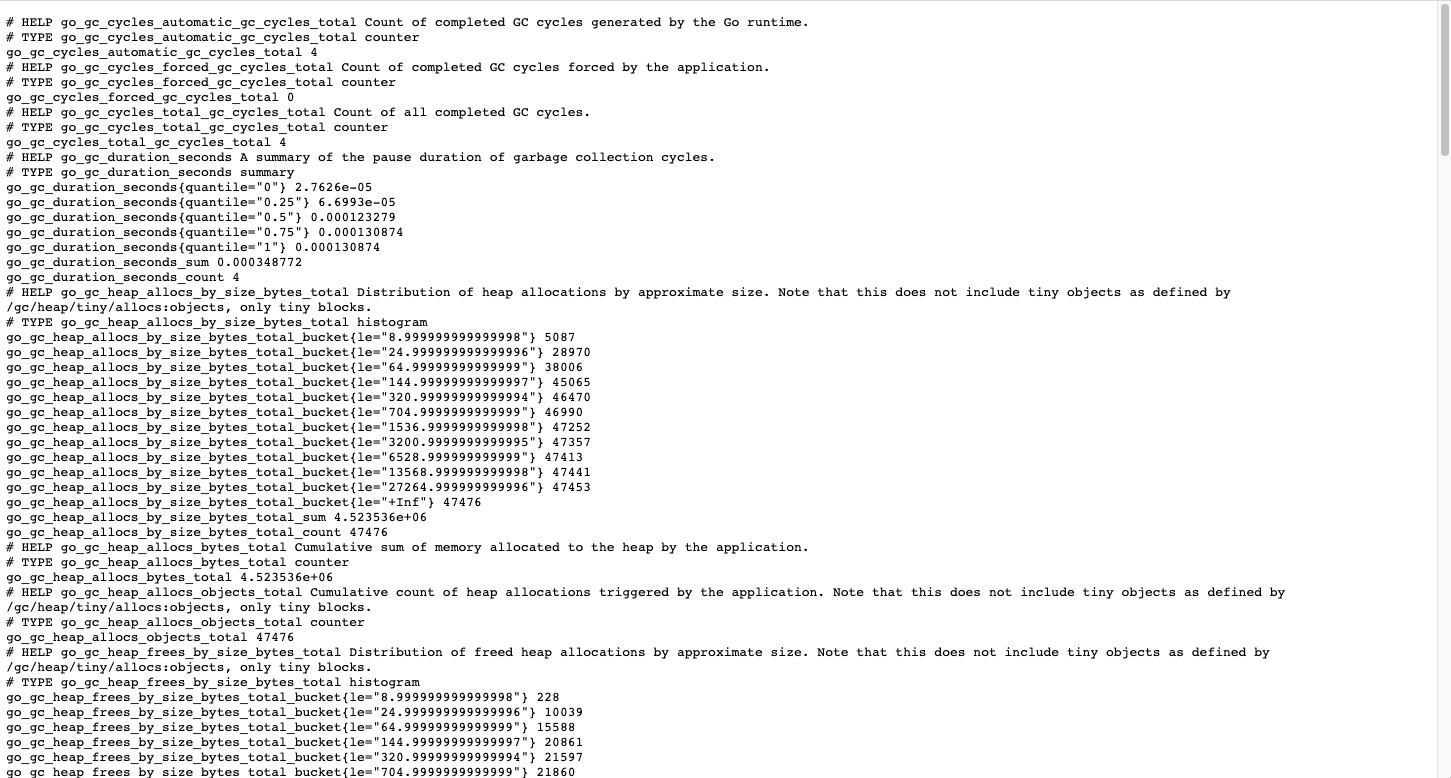 # HELP go_gc_cycles_automatic_gc_cycles_total Count of completed GC cycles generated by the Go runtime.
# TYPE go_gc_cycles_automatic_gc_cycles_total counter
go_gc_cycles_automatic_gc_cycles_total 4
# HELP go_gc_cycles_forced_gc_cycles_total Count of completed GC cycles forced by the application.
# TYPE go_gc_cycles_forced_gc_cycles_total counter
go_gc_cycles_forced_gc_cycles_total 0
# HELP go_gc_cycles_total_gc_cycles_total Count of all completed GC cycles.
# TYPE go_gc_cycles_total_gc_cycles_total counter
go_gc_cycles_total_gc_cycles_total 4
# HELP go_gc_duration_seconds A summary of the pause duration of garbage collection cycles.
# TYPE go_gc_duration_seconds summary
go_gc_duration_seconds{quantile="0"} 2.7626e-05
go_gc_duration_seconds{quantile="0.25"} 6.6993e-05
go_gc_duration_seconds{quantile="0.5"} 0.000123279
go_gc_duration_seconds{quantile="0.75"} 0.000130874
go_gc_duration_seconds{quantile="1"} 0.000130874
go_gc_duration_seconds_sum 0.000348772
go_gc_duration_seconds_count 4
# HELP go_gc_heap_allocs_by_size_bytes_total Distribution of heap allocations by approximate size. Note that this does not include tiny objects as defined by
/gc/heap/tiny/allocs:objects, only tiny blocks.
# TYPE go_gc_heap_allocs_by_size_bytes_total histogram
go_gc_heap_allocs_by_size_bytes_total_bucket{le="8.999999999999998"} 5087
go_gc_heap_allocs_by_size_bytes_total_bucket{le="24.999999999999996"} 28970
go_gc_heap_allocs_by_size_bytes_total_bucket{le="64.99999999999999"} 38006
go_gc_heap_allocs_by_size_bytes_total_bucket{le="144.99999999999997"} 45065
go_gc_heap_allocs_by_size_bytes_total_bucket{le="320.99999999999994"} 46470
go_gc_heap_allocs_by_size_bytes_total_bucket{le="704.9999999999999"} 46990
go_gc_heap_allocs_by_size_bytes_total_bucket{le="1536.9999999999998"} 47252
go_gc_heap_allocs_by_size_bytes_total_bucket{le="3200.9999999999995"} 47357
go_gc_heap_allocs_by_size_bytes_total_bucket{le="6528.999999999999"} 47413
go_gc_heap_allocs_by_size_bytes_total_bucket{le="13568.999999999998"} 47441
go_gc_heap_allocs_by_size_bytes_total_bucket{le="27264.999999999996"} 47453
go_gc_heap_allocs_by_size_bytes_total_bucket{le="+Inf"} 47476
go_gc_heap_allocs_by_size_bytes_total_sum 4.523536e+06
go_gc_heap_allocs_by_size_bytes_total_count 47476
# HELP go_gc_heap_allocs_bytes_total Cumulative sum of memory allocated to the heap by the application.
# TYPE go_gc_heap_allocs_bytes_total counter
go_gc_heap_allocs_bytes_total 4.523536e+06
# HELP go_gc_heap_allocs_objects_total Cumulative count of heap allocations triggered by the application. Note that this does not include tiny objects as defined by
/gc/heap/tiny/allocs:objects, only tiny blocks.
# TYPE go_gc_heap_allocs_objects_total counter
go_gc_heap_allocs_objects_total 47476
# HELP go_gc_heap_frees_by_size_bytes_total Distribution of freed heap allocations by approximate size. Note that this does not include tiny objects as defined by
/gc/heap/tiny/allocs:objects, only tiny blocks.
# TYPE go_gc_heap_frees_by_size_bytes_total histogram
go_gc_heap_frees_by_size_bytes_total_bucket{le="8.999999999999998"} 228
go_gc_heap_frees_by_size_bytes_total_bucket{le="24.999999999999996"} 10039
go_gc_heap_frees_by_size_bytes_total_bucket{le="64.99999999999999"} 15588
go_gc_heap_frees_by_size_bytes_total_bucket{le="144.99999999999997"} 20861
go_gc_heap_frees_by_size_bytes_total_bucket{le="320.99999999999994"} 21597
go_gc_heap_frees_by_size_bytes_total_bucket{le="704.9999999999999"} 21860